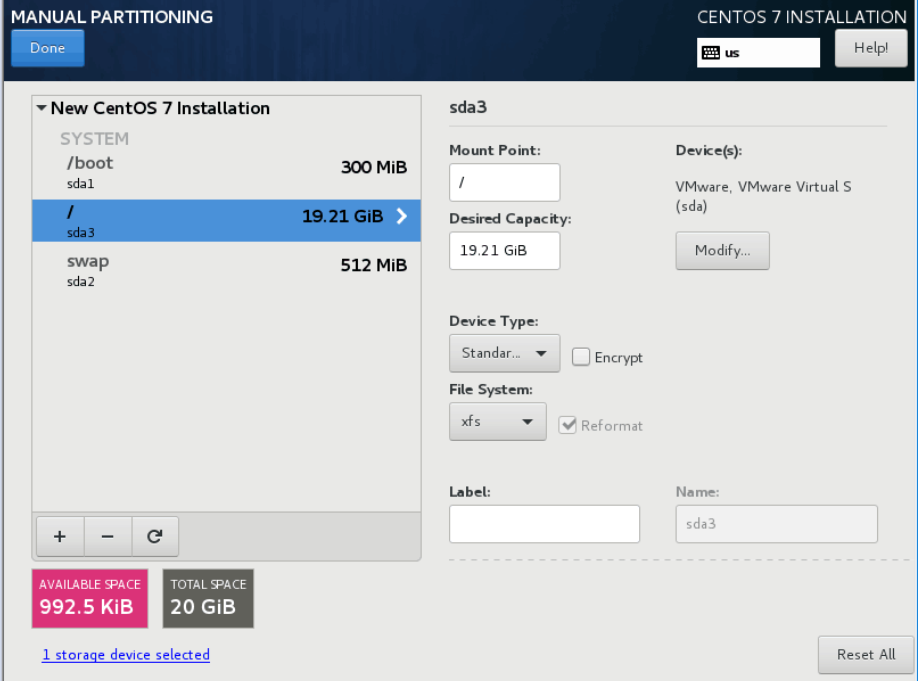 MANUAL PARTITIONING
CENTOS 7 INSTALLATION
Done
us
Help!
New CentOS 7 Installation
SYSTEM
/boot
300 MiB
sda1
/
19.21 GiB
sda3
swap
512 MiB
sda2
+ −
AVAILABLE SPACE
992.5 KiB
TOTAL SPACE
20 GiB
1 storage device selected
sda3
Mount Point:
/
Device(s):
VMware, VMware Virtual S
(sda)
Desired Capacity:
19.21 GiB
Modify...
Device Type:
Standar...
Encrypt
File System:
xfs
Reformat
Label:
Name:
sda3
Reset All